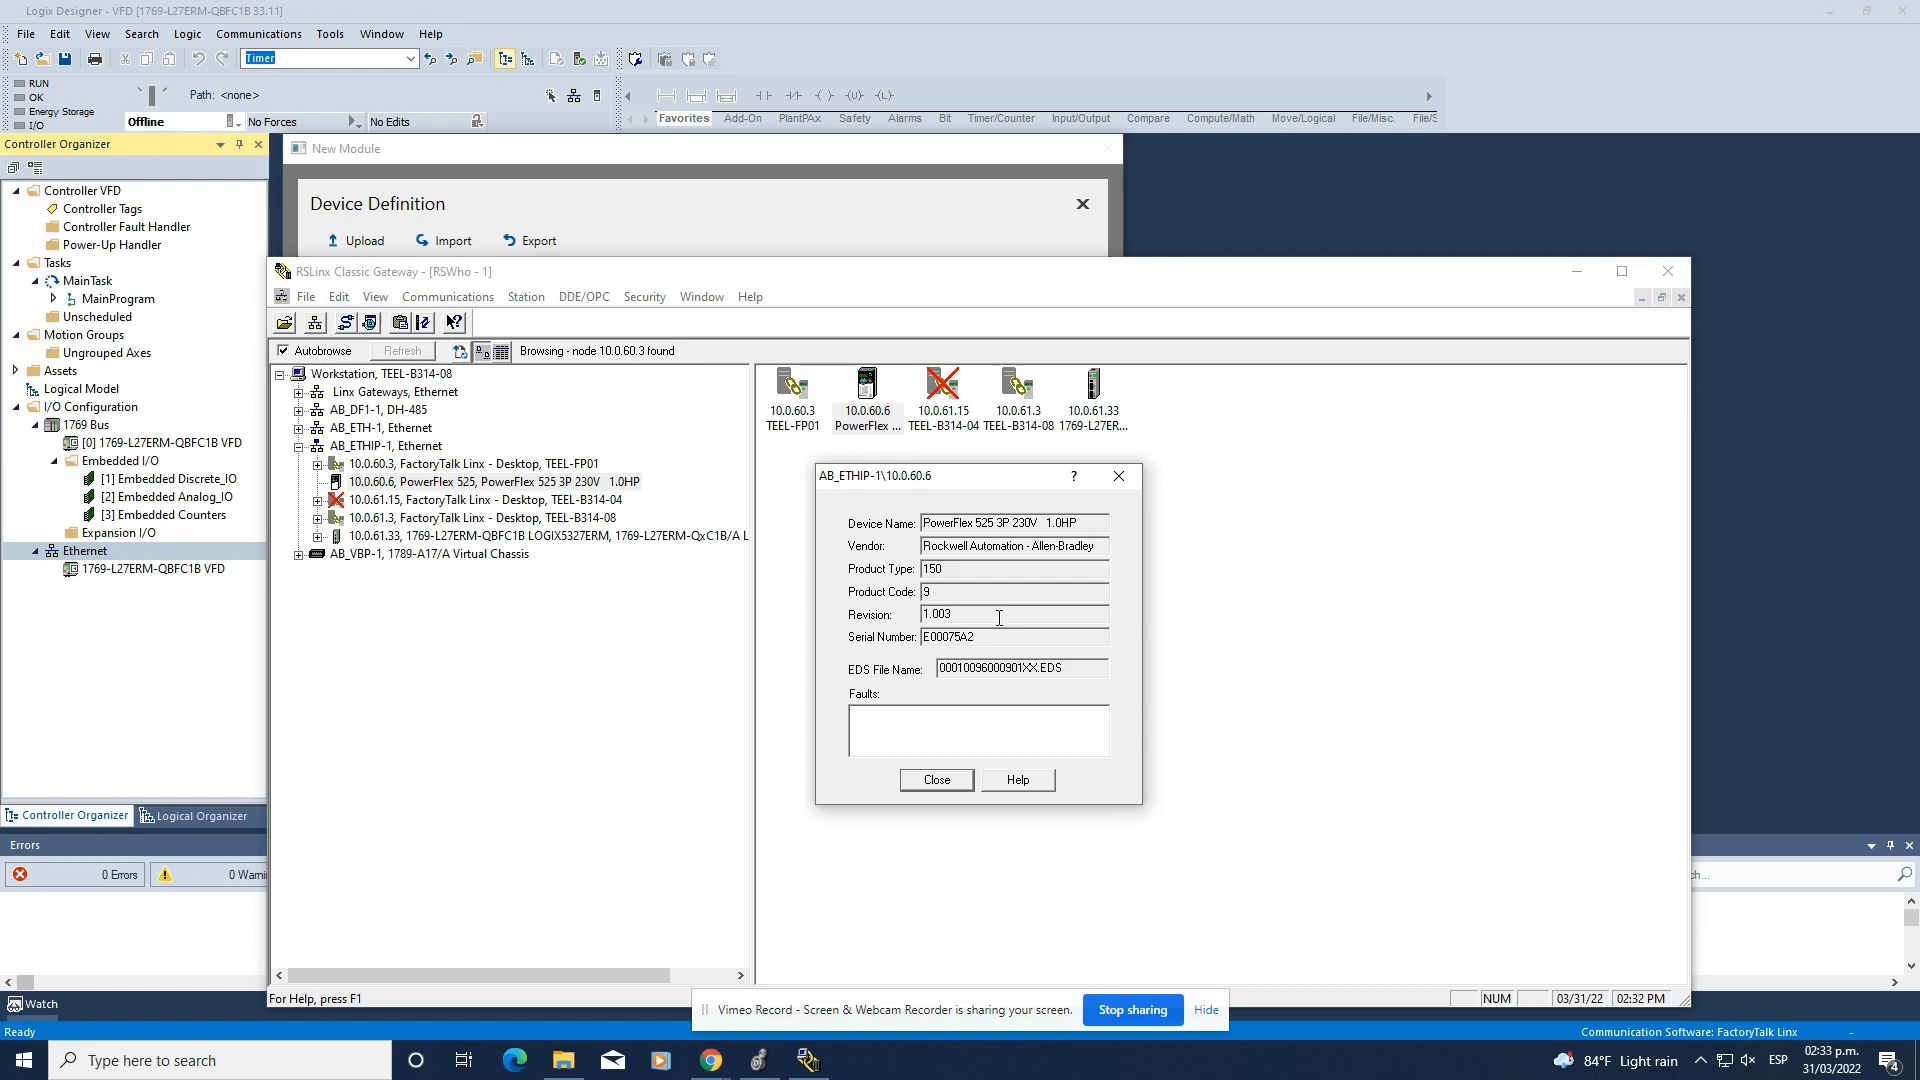 Logix Designer - VFD [1769-L27ERM-QBFC1B 33.11]
File Edit View Search Logic Communications Tools Window Help
Timer
RUN
OK
Energy Storage
I/O
Path: <none>
Offline No Forces No Edits
Favorites Add-On PlantPAx Safety Alarms Bit Timer/Counter Input/Output Compare Compute/Math Move/Logical File/Misc. File/S
Controller Organizer
Controller VFD
Controller Tags
Controller Fault Handler
Power-Up Handler
Tasks
MainTask
MainProgram
Unscheduled
Motion Groups
Ungrouped Axes
Assets
Logical Model
I/O Configuration
1769 Bus
[0] 1769-L27ERM-QBFC1B VFD
Embedded I/O
[1] Embedded Discrete_IO
[2] Embedded Analog_IO
[3] Embedded Counters
Expansion I/O
Ethernet
1769-L27ERM-QBFC1B VFD
Controller Organizer Logical Organizer
New Module
Device Definition
Upload Import Export
RSLinx Classic Gateway - [RSWho - 1]
File Edit View Communications Station DDE/OPC Security Window Help
Autobrowse Refresh Browsing - node 10.0.60.3 found
Workstation, TEEL-B314-08
Linx Gateways, Ethernet
AB_DF1-1, DH-485
AB_ETH-1, Ethernet
AB_ETHIP-1, Ethernet
10.0.60.3, FactoryTalk Linx - Desktop, TEEL-FP01
10.0.60.6, PowerFlex 525, PowerFlex 525 3P 230V 1.0HP
10.0.61.15, FactoryTalk Linx - Desktop, TEEL-B314-04
10.0.61.3, FactoryTalk Linx - Desktop, TEEL-B314-08
10.0.61.33, 1769-L27ERM-QBFC1B LOGIX5327ERM, 1769-L27ERM-QxC1B/A L
AB_VBP-1, 1789-A17/A Virtual Chassis
10.0.60.3 10.0.60.6 10.0.61.15 10.0.61.3 10.0.61.33
TEEL-FP01 PowerFlex ... TEEL-B314-04 TEEL-B314-08 1769-L27ER...
AB_ETHIP-1\10.0.60.6 ?
Device Name: PowerFlex 525 3P 230V 1.0HP
Vendor: Rockwell Automation - Allen-Bradley
Product Type: 150
Product Code: 9
Revision: 1.003
Serial Number: E00075A2
EDS File Name: 00010096000901XX.EDS
Faults:
Close Help
For Help, press F1
NUM 03/31/22 02:32 PM
Errors
0 Errors 0 Warni
ch...
Watch
Vimeo Record - Screen & Webcam Recorder is sharing your screen. Stop sharing Hide
Ready
Communication Software: FactoryTalk Linx
Type here to search
84°F Light rain ESP 02:33 p.m.
31/03/2022
4